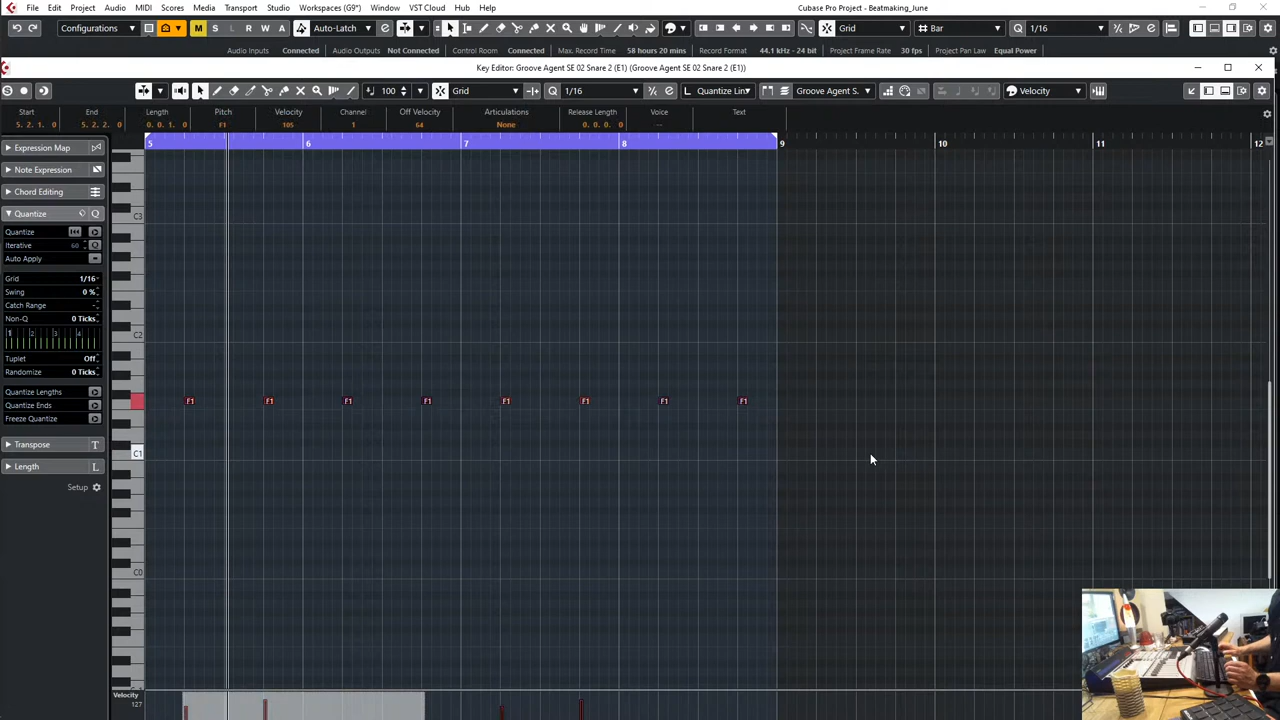 File Edit Project Audio MIDI Scores Media Transport Studio Workspaces (G9*) Window VST Cloud Hub Help Cubase Pro Project - Beatmaking_June
Configurations M S L R W A Auto-Latch Grid Bar Q 1/16
Audio Inputs Connected Audio Outputs Not Connected Control Room Connected Max. Record Time 58 hours 20 mins Record Format 44.1 kHz - 24 bit Project Frame Rate 30 fps Project Pan Law Equal Power
Key Editor: Groove Agent SE 02 Snare 2 (E1) (Groove Agent SE 02 Snare 2 (E1))
S 100 Grid Q 1/16 Quantize Lin Groove Agent S. Velocity
Start End Length Pitch Velocity Channel Off Velocity Articulations Release Length Voice Text
5. 2. 1. 0 5. 2. 2. 0 0. 0. 1. 0 F1 105 1 64 None 0. 0. 0. 0
5 6 7 8 9 10 11 12
Expression Map
Note Expression
Chord Editing
Quantize Q
Quantize
Iterative 60 Q
Auto Apply
Grid 1/16
Swing 0 %
Catch Range -
Non-Q 0 Ticks
1 2 3 4
Tuplet Off
Randomize 0 Ticks
Quantize Lengths
Quantize Ends
Freeze Quantize
Transpose T
Length L
Setup
C3
C2
F1 F1 F1 F1 F1 F1 F1 F1
C1
C0
Velocity
127